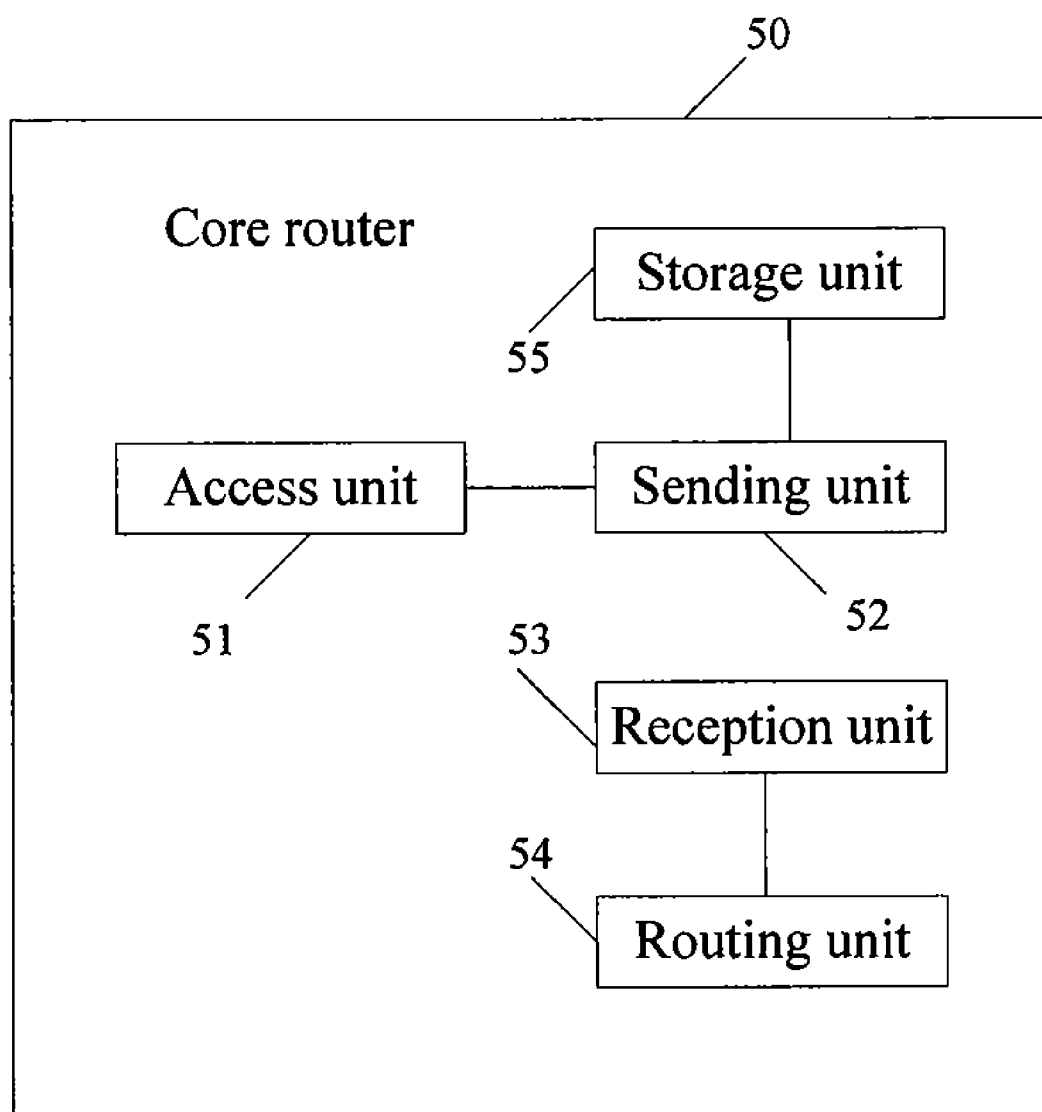 50
Core router
Storage unit
55
Access unit
Sending unit
51
52
53
Reception unit
54
Routing unit